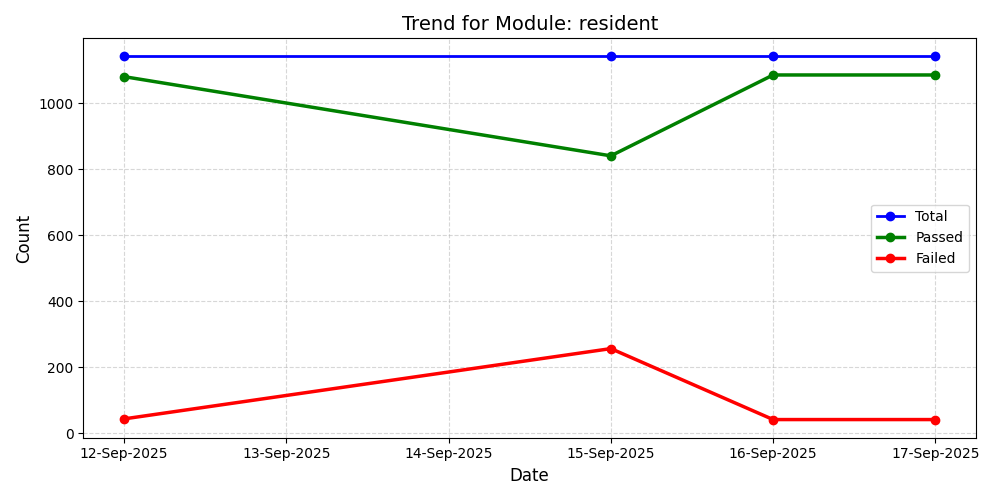 Trend for Module: resident
Count
1000
800
600
400
200
0
Total
Passed
Failed
12-Sep-2025
13-Sep-2025
14-Sep-2025
15-Sep-2025
16-Sep-2025
17-Sep-2025
Date